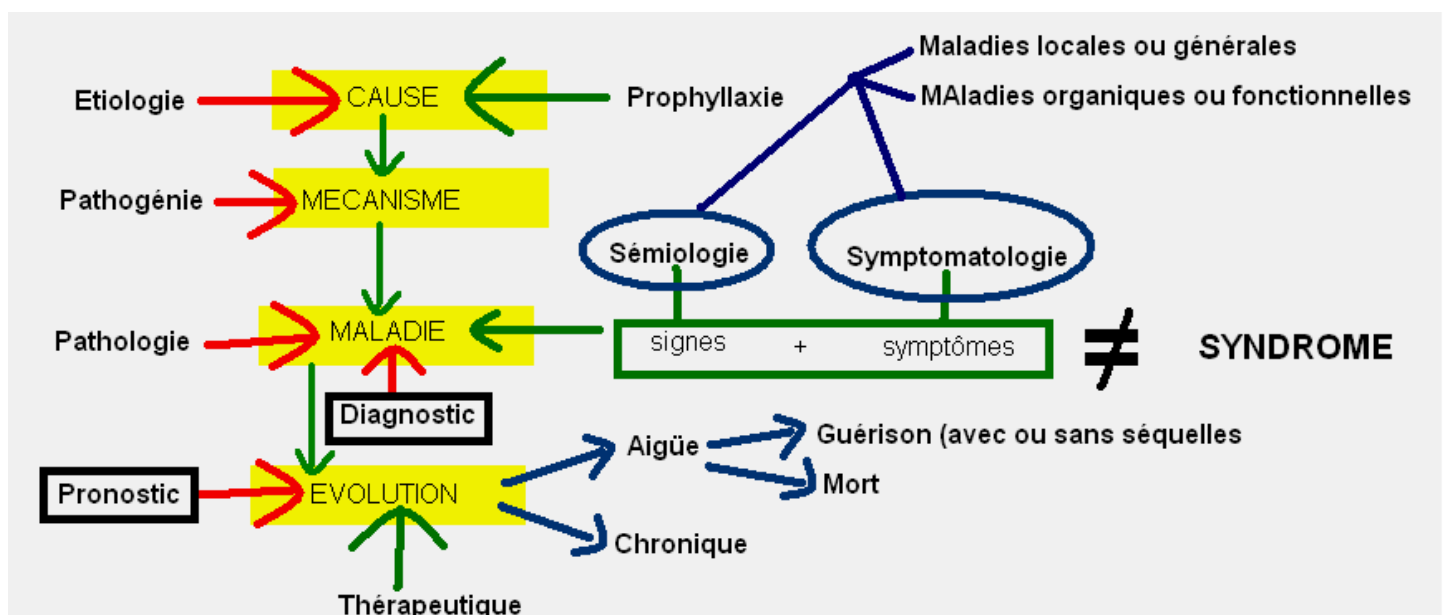 Maladies locales ou générales
Etiologie CAUSE Prophyllaxie MAladies organiques ou fonctionnelles
Pathogénie MECANISME
Sémiologie Symptomatologie
Pathologie MALADIE signes + symptômes ≠ SYNDROME
Diagnostic
Aigüe Guérison (avec ou sans séquelles
Pronostic EVOLUTION Mort
Chronique
Thérapeutique